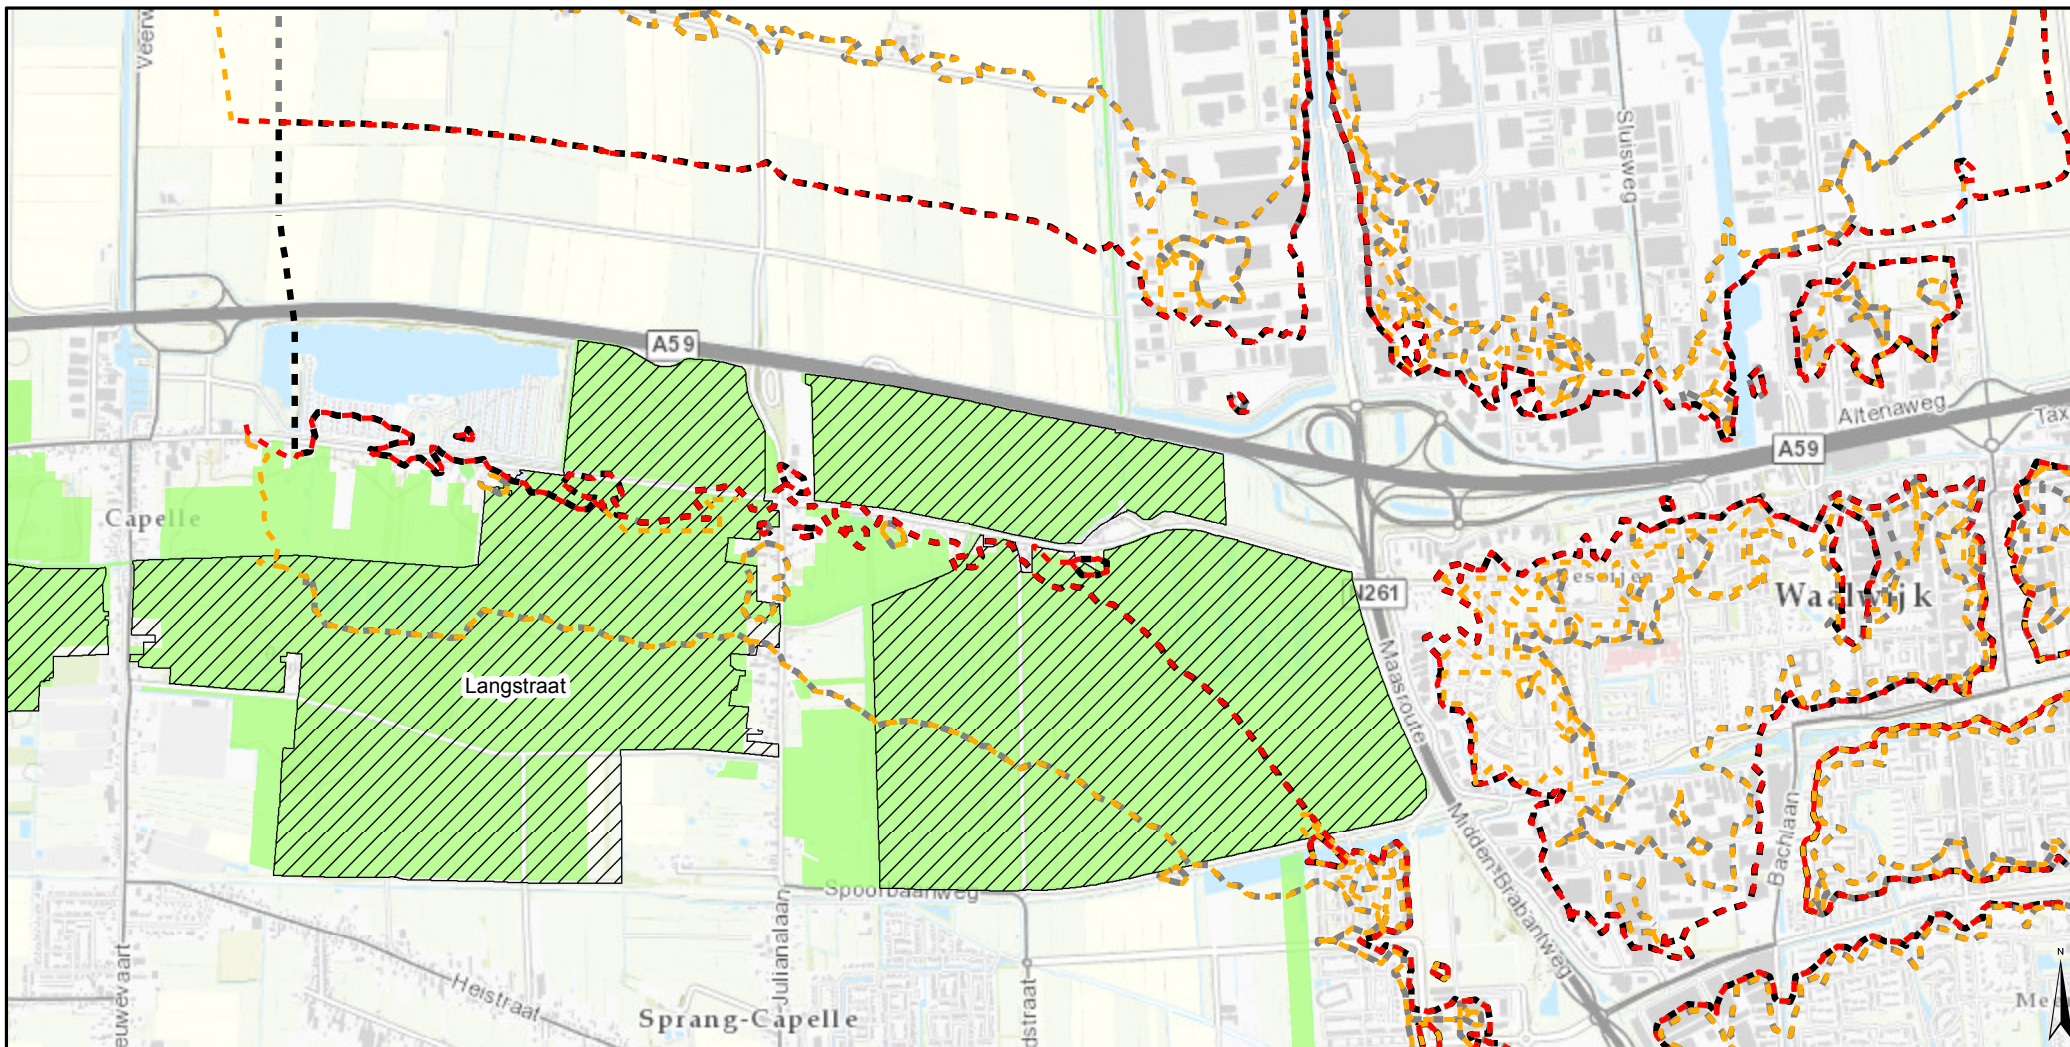 Veerw
Sluisweg
A59
Altenaweg
Tax
A59
Capelle
N261
Waalwijk
Langstraat
Maasroute
Midden-Brabantweg
Bachlaan
Spoorbaanweg
Julianalaan
Heistraat
Sprang-Capelle
euwevaart
dstraat
N
Mee